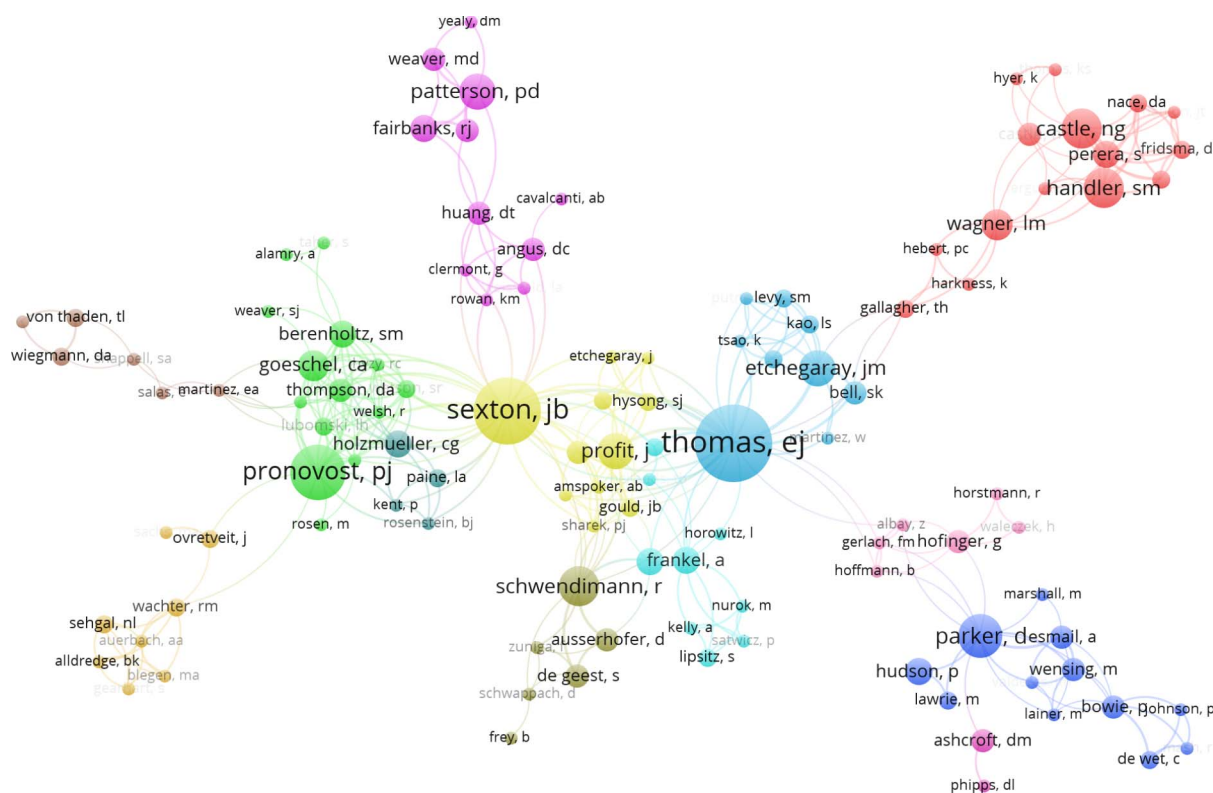 yealy, dm
weaver, md
patterson, pd
fairbanks, rj
hyer, k
nace, da
castle, ng
perera, s
fridsma, d
handler, sm
cavalcanti, ab
huang, dt
wagner, lm
angus, dc
hebert, pc
clermont, g
rowan, km
harkness, k
gallagher, th
alamry, a
weaver, sj
levy, sm
kao, ls
tsao, k
von thaden, tl
berenholtz, sm
wiegmann, da
goeschel, ca
etchegaray, j
etchegaray, jm
thompson, da
martinez, ea
bell, sk
hysong, sj
sexton, jb
welsh, r
lubomski, lh
martinez, w
holzmueller, cg
thomas, ej
profit, j
pronovost, pj
paine, la
amspoker, ab
kent, p
gould, jb
rosenstein, bj
rosen, m
sharek, pj
horowitz, l
horstmann, r
albay, z
waleczek, h
ovretveit, j
gerlach, fm
hofinger, g
frankel, a
hoffmann, b
schwendimann, r
wachter, rm
nurok, m
marshall, m
sehgal, nl
kelly, a
satwicz, p
parker, d
esmail, a
auerbach, aa
ausserhofer, d
lipsitz, s
alldredge, bk
blegen, ma
de geest, s
hudson, p
wensing, m
schwappach, d
lawrie, m
lainer, m
bowie, p
johnson, p
frey, b
ashcroft, dm
de wet, c
phipps, dl